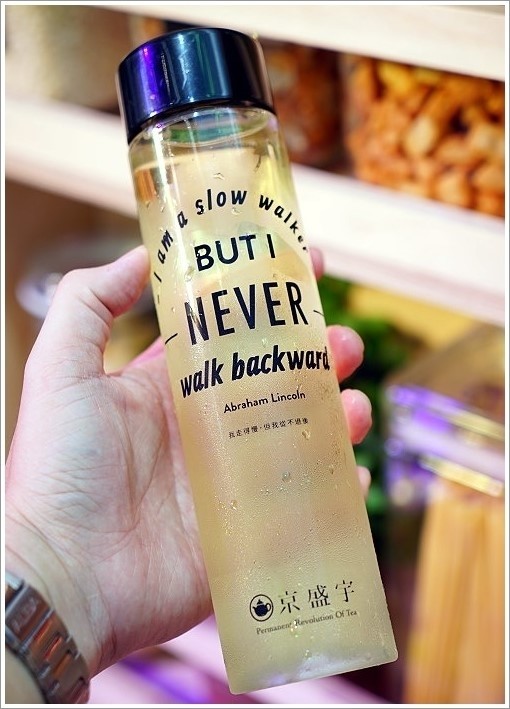 I am a slow walker
BUT I
NEVER
walk backward
Abraham Lincoln
我走得慢，但我從不退後
京盛宇
Permanent Revolution Of Tea